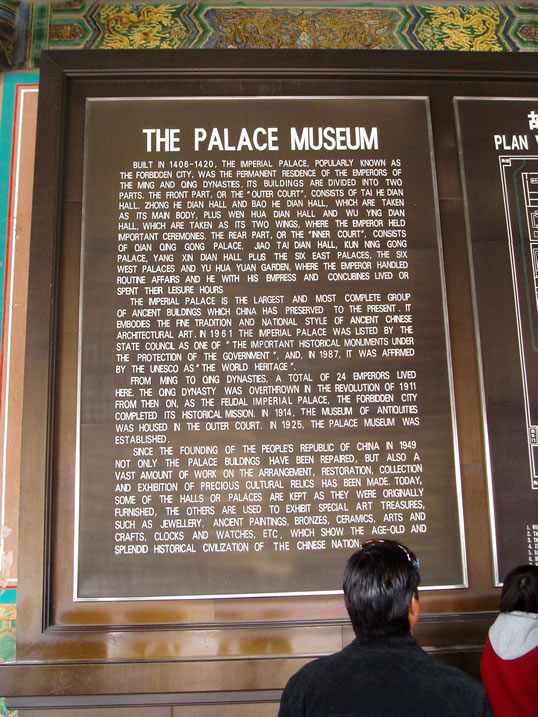 THE PALACE MUSEUM
BUILT IN 1406-1420, THE IMPERIAL PALACE, POPULARLY KNOWN AS
THE FORBIDDEN CITY, WAS THE PERMANENT RESIDENCE OF THE EMPERORS OF
THE MING AND QING DYNASTIES. ITS BUILDINGS ARE DIVIDED INTO TWO
PARTS. THE FRONT PART, OR THE "OUTER COURT", CONSISTS OF TAI HE DIAN
HALL, ZHONG HE DIAN HALL AND BAO HE DIAN HALL, WHICH ARE TAKEN
AS ITS MAIN BODY, PLUS WEN HUA DIAN HALL AND WU YING DIAN
HALL, WHICH ARE TAKEN AS ITS TWO WINGS, WHERE THE EMPEROR HELD
IMPORTANT CEREMONIES. THE REAR PART, OR THE "INNER COURT", CONSISTS
OF QIAN QING GONG PALACE, JIAO TAI DIAN HALL, KUN NING GONG
PALACE, YANG XIN DIAN HALL PLUS THE SIX EAST PALACES, THE SIX
WEST PALACES AND YU HUA YUAN GARDEN, WHERE THE EMPEROR HANDLED
ROUTINE AFFAIRS AND HE WITH HIS EMPRESS AND CONCUBINES LIVED OR
SPENT THEIR LIESURE HOURS
THE IMPERIAL PALACE IS THE LARGEST AND MOST COMPLETE GROUP
OF ANCIENT BUILDINGS WHICH CHINA HAS PRESERVED TO THE PRESENT. IT
EMBODIES THE FINE TRADITION AND NATIONAL STYLE OF ANCIENT CHINESE
ARCHITECTURAL ART. IN 1961 THE IMPERIAL PALACE WAS LISTED BY THE
STATE COUNCIL AS ONE OF "THE IMPORTANT HISTORICAL MONUMENTS UNDER
THE PROTECTION OF THE GOVERNMENT". AND, IN 1987, IT WAS AFFIRMED
BY THE UNESCO AS "THE WORLD HERITAGE".
FROM MING TO QING DYNASTIES, A TOTAL OF 24 EMPERORS LIVED
HERE. THE QING DYNASTY WAS OVERTHROWN IN THE REVOLUTION OF 1911
FROM THEN ON, AS THE FEUDAL IMPERIAL PALACE, THE FORBIDDEN CITY
COMPLETED ITS HISTORICAL MISSION. IN 1914, THE MUSEUM OF ANTIQUITIES
WAS HOUSED IN THE OUTER COURT. IN 1925, THE PALACE MUSEUM WAS
ESTABLISHED.
SINCE THE FOUNDING OF THE PEOPLE'S REPUBLIC OF CHINA IN 1949
NOT ONLY THE PALACE BUILDINGS HAVE BEEN REPAIRED, BUT ALSO A
VAST AMOUNT OF WORK ON THE ARRANGEMENT, RESTORATION, COLLECTION
AND EXHIBITION OF PRECIOUS CULTURAL RELICS HAS BEEN MADE. TODAY,
SOME OF THE HALLS OR PALACES ARE KEPT AS THEY WERE ORIGINALLY
FURNISHED, THE OTHERS ARE USED TO EXHIBIT SPECIAL ART TREASURES,
SUCH AS JEWELLERY, ANCIENT PAINTINGS, BRONZES, CERAMICS, ARTS AND
CRAFTS, CLOCKS AND WATCHES, ETC, WHICH SHOW THE AGE-OLD AND
SPLENDID HISTORICAL CIVILIZATION OF THE CHINESE NATION.
PLAN